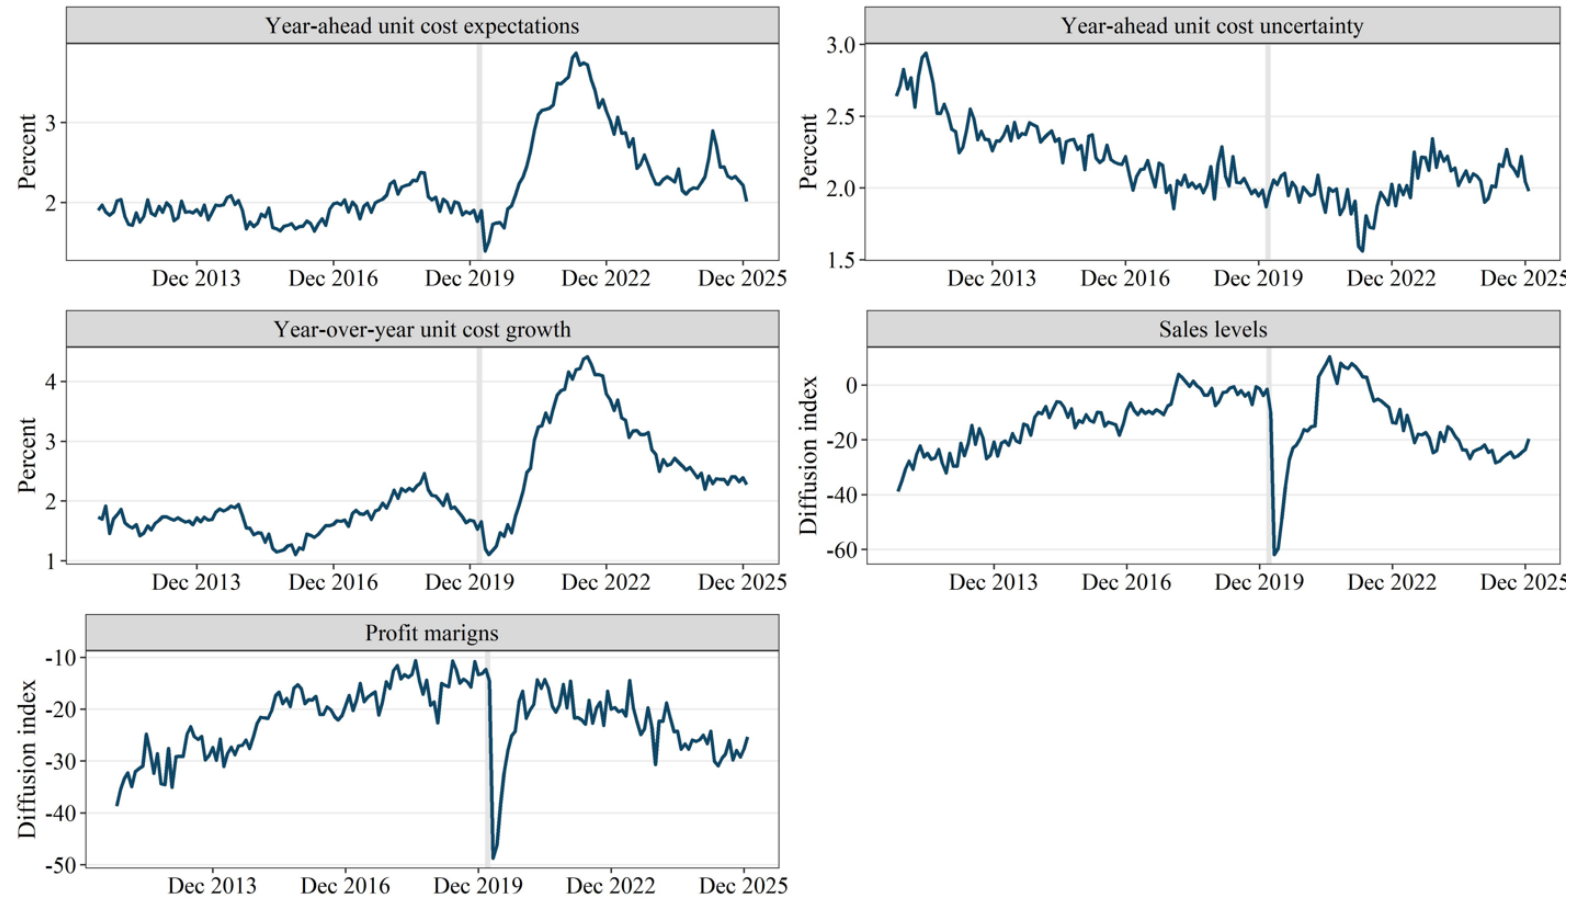 Year-ahead unit cost expectations
Percent
3
2
Dec 2013 Dec 2016 Dec 2019 Dec 2022 Dec 2025
Year-ahead unit cost uncertainty
Percent
3.0
2.5
2.0
1.5
Dec 2013 Dec 2016 Dec 2019 Dec 2022 Dec 2025
Year-over-year unit cost growth
Percent
4
3
2
1
Dec 2013 Dec 2016 Dec 2019 Dec 2022 Dec 2025
Sales levels
Diffusion index
0
-20
-40
-60
Dec 2013 Dec 2016 Dec 2019 Dec 2022 Dec 2025
Profit marigns
Diffusion index
-10
-20
-30
-40
-50
Dec 2013 Dec 2016 Dec 2019 Dec 2022 Dec 2025